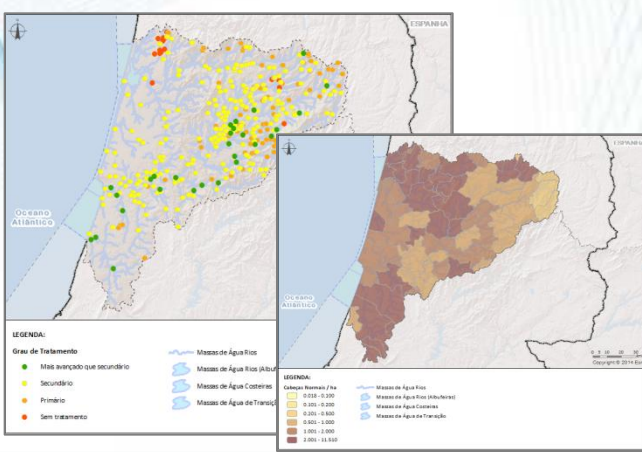 ESPANHA
Oceano
Atlântico
LEGENDA:
Grau de Tratamento
Mais avançado que secundário
Secundário
Primário
Sem tratamento
Massas de Água Rios
Massas de Água Rios
Massas de Água Costeiras
Massas de Água de
ESPANHA
Oceano
Atlântico
LEGENDA:
Cabeças Normais / ha
0.018 - 0.100
0.101 - 0.200
0.201 - 0.500
0.501 - 1.000
1.001 - 2.000
2.001 - 11.510
Massas de Água Rios
Massas de Água Rios (Albufeiras)
Massas de Água Costeiras
Massas de Água de Transição
Copyright © 2014